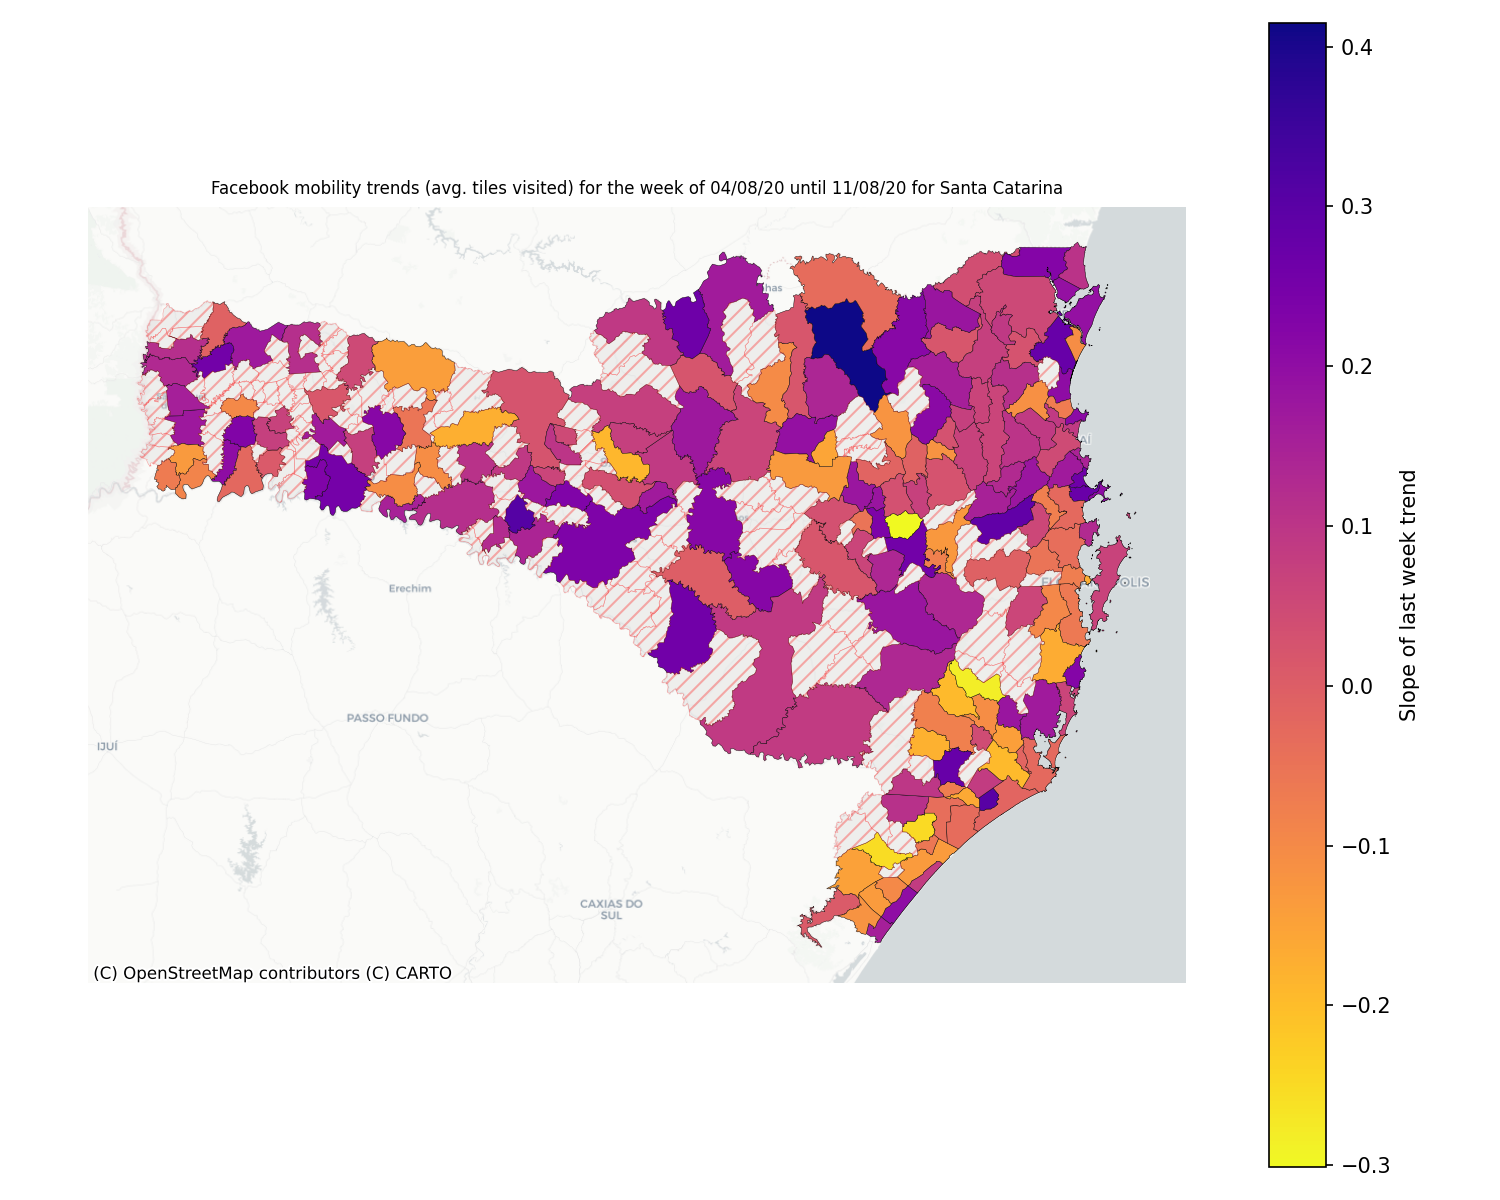 Facebook mobility trends (avg. tiles visited) for the week of 04/08/20 until 11/08/20 for Santa Catarina
0.4
0.3
0.2
0.1
0.0
−0.1
−0.2
−0.3
Slope of last week trend
Erechim
PASSO FUNDO
IJUÍ
CAXIAS DO
SUL
OLIS
(C) OpenStreetMap contributors (C) CARTO